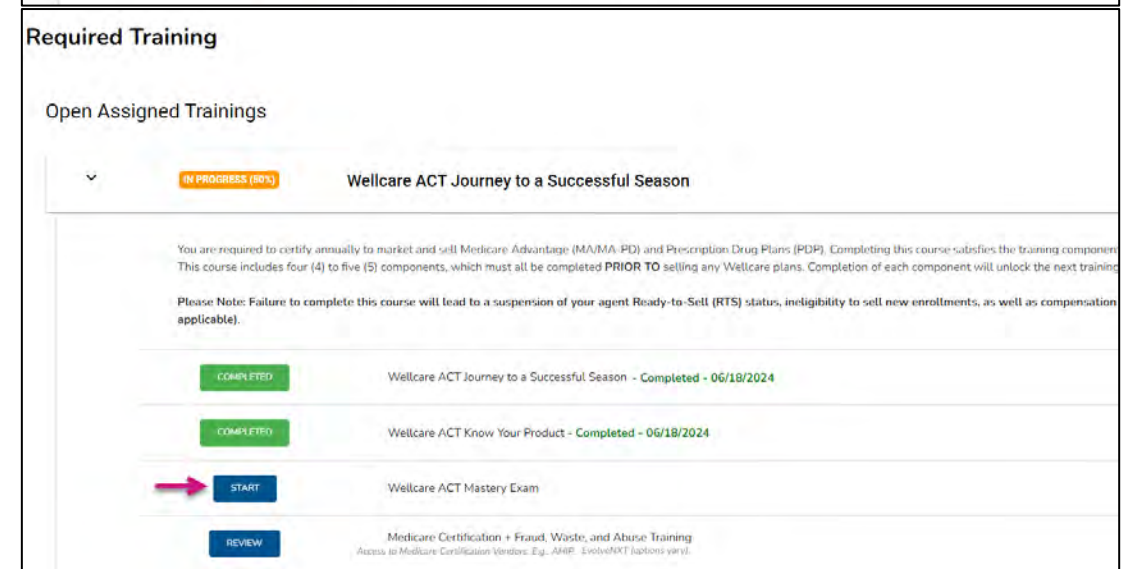 Required Training
Open Assigned Trainings
IN PROGRESS (80%) Wellcare ACT Journey to a Successful Season
You are required to certify annually to market and sell Medicare Advantage (MA/MA-PD) and Prescription Drug Plans (PDP). Completing this course satisfies the training component
This course includes four (4) to five (5) components, which must all be completed PRIOR TO selling any Wellcare plans. Completion of each component will unlock the next training
Please Note: Failure to complete this course will lead to a suspension of your agent Ready-to-Sell (RTS) status, ineligibility to sell new enrollments, as well as compensation
applicable).
COMPLETED Wellcare ACT Journey to a Successful Season - Completed - 06/18/2024
COMPLETED Wellcare ACT Know Your Product - Completed - 06/18/2024
START Wellcare ACT Mastery Exam
REVIEW Medicare Certification + Fraud, Waste, and Abuse Training
Access to Medicare Certification Vendors. E.g., AHIP, EvolveNXT (options vary).